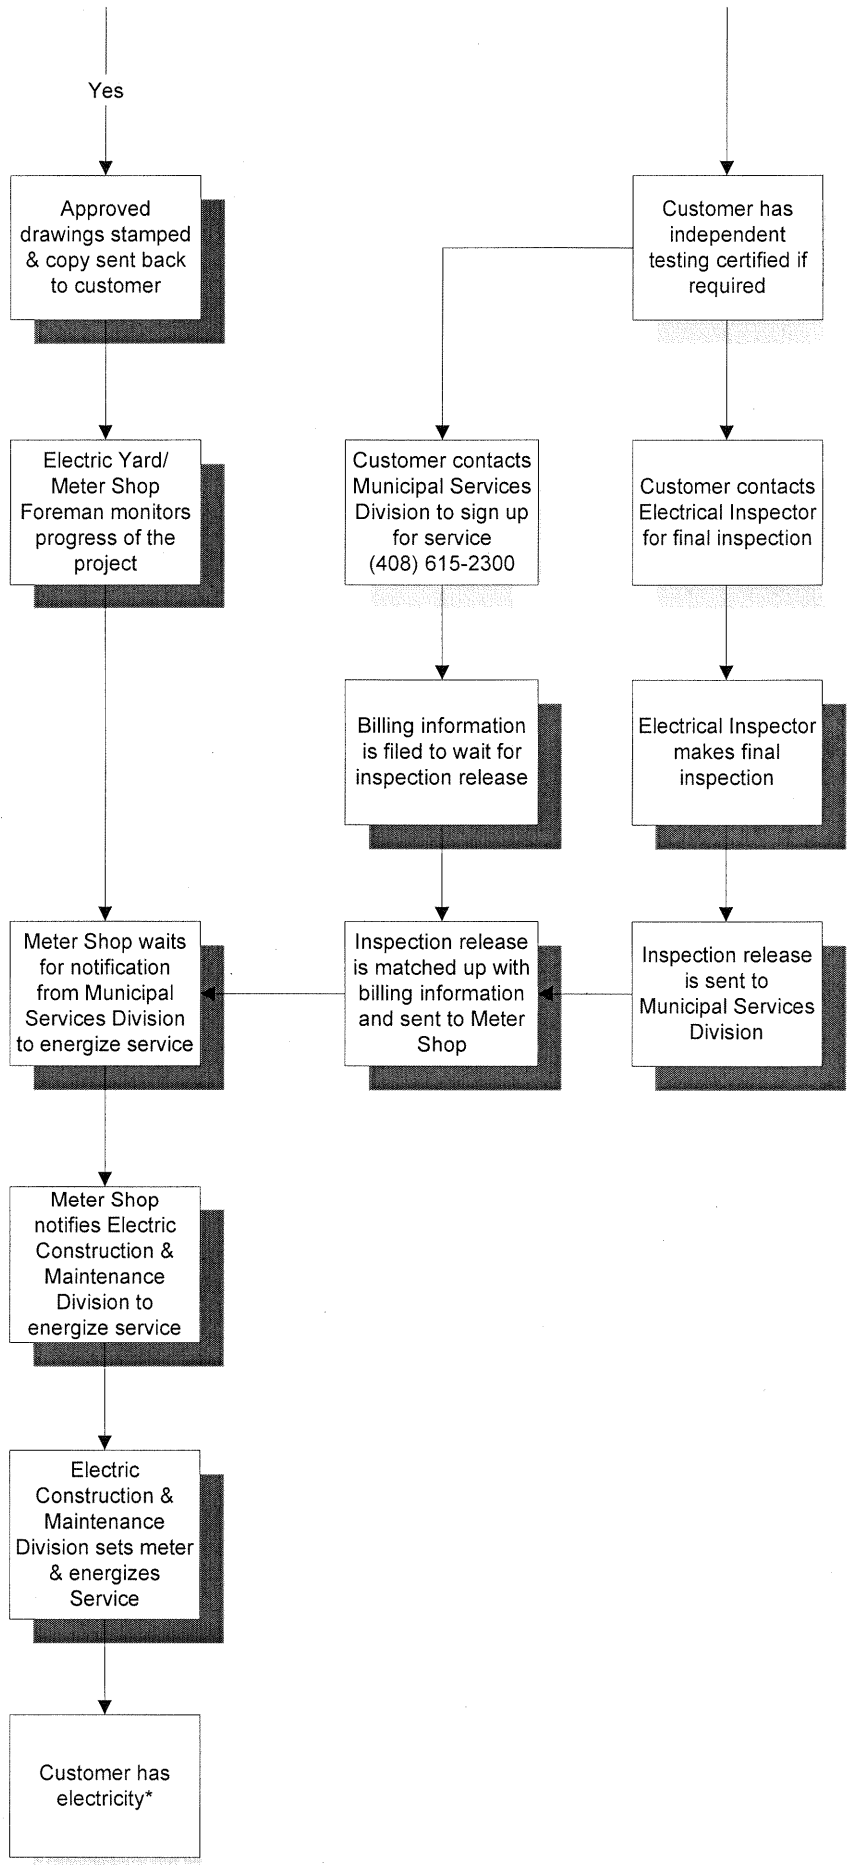 Yes
Approved
drawings stamped
& copy sent back
to customer
Customer has
independent
testing certified if
required
Electric Yard/
Meter Shop
Foreman monitors
progress of the
project
Customer contacts
Municipal Services
Division to sign up
for service
(408) 615-2300
Customer contacts
Electrical Inspector
for final inspection
Billing information
is filed to wait for
inspection release
Electrical Inspector
makes final
inspection
Meter Shop waits
for notification
from Municipal
Services Division
to energize service
Inspection release
is matched up with
billing information
and sent to Meter
Shop
Inspection release
is sent to
Municipal Services
Division
Meter Shop
notifies Electric
Construction &
Maintenance
Division to
energize service
Electric
Construction &
Maintenance
Division sets meter
& energizes
Service
Customer has
electricity*